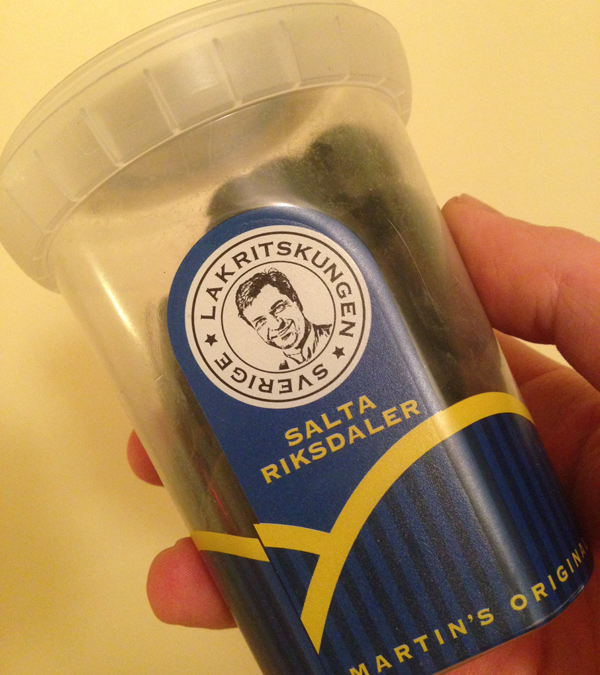 LAKRITSKUNGEN
SVERIGE
SALTA
RIKSDALER
MARTIN'S ORIGINA